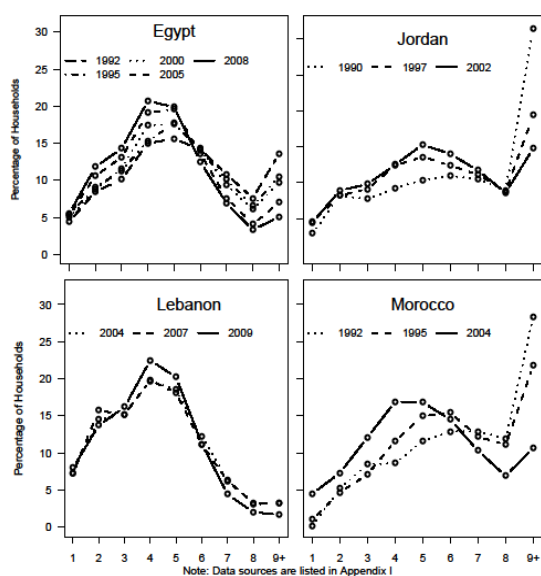 Egypt
1992 2000 2008
1995 2005
Percentage of Households
30
25
20
15
10
5
0
Jordan
1990 1997 2002
Lebanon
2004 2007 2009
Percentage of Households
30
25
20
15
10
5
0
Morocco
1992 1995 2004
1 2 3 4 5 6 7 8 9+
1 2 3 4 5 6 7 8 9+
Note: Data sources are listed in Appendix I